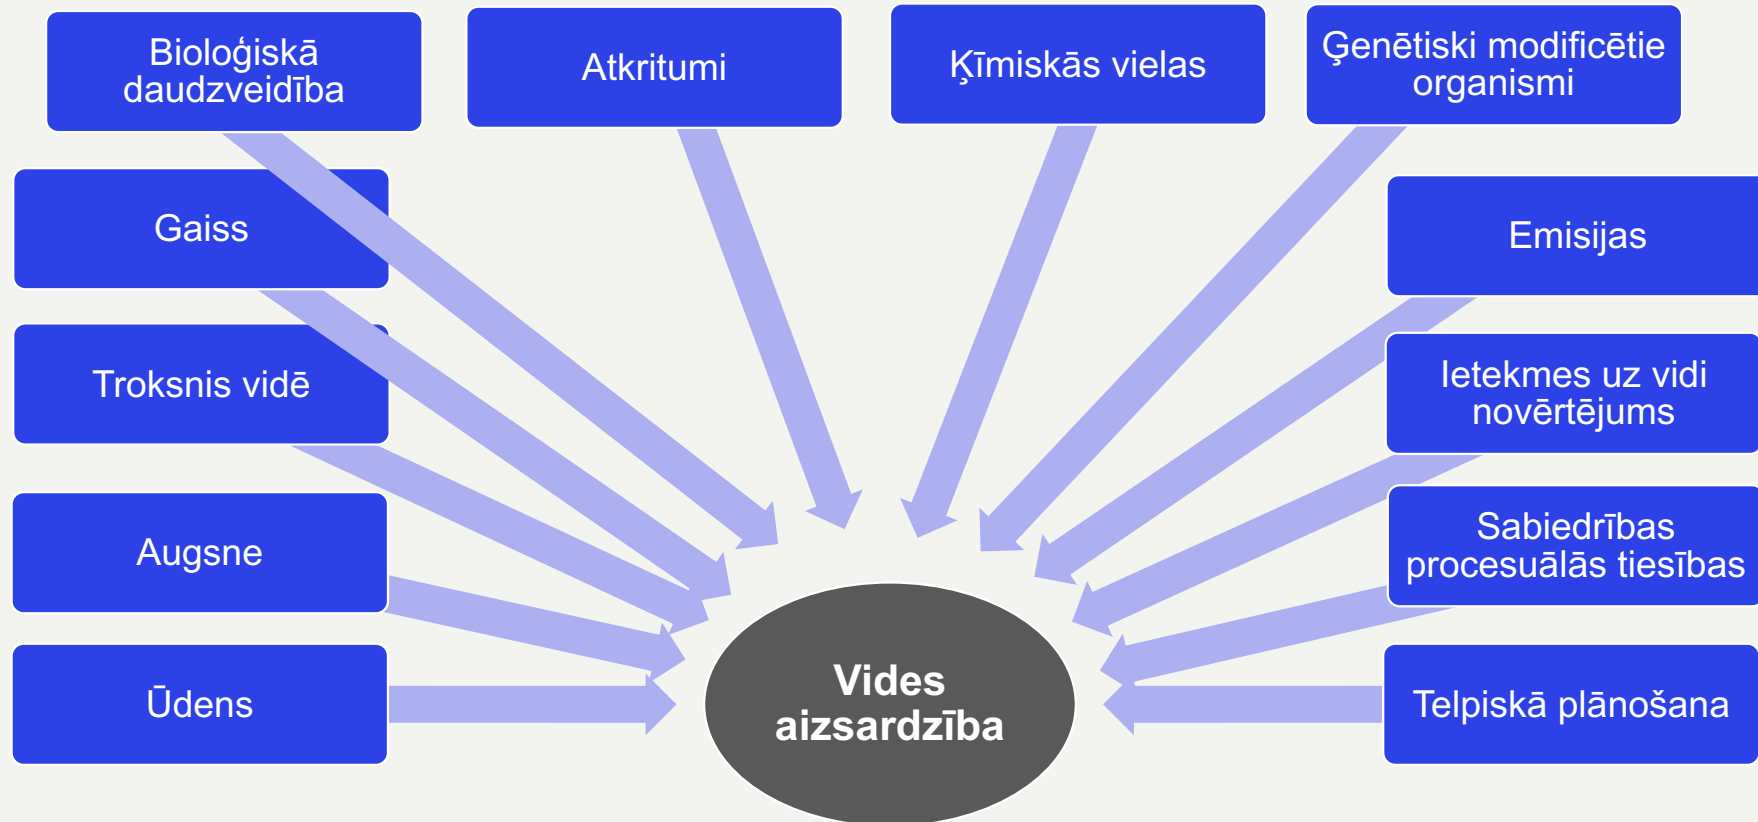 Bioloģiskā
daudzveidība
Atkritumi
Ķīmiskās vielas
Ģenētiski modificētie
organismi
Gaiss
Emisijas
Troksnis vidē
Ietekmes uz vidi
novērtējums
Augsne
Sabiedrības
procesuālās tiesības
Ūdens
Vides
aizsardzība
Telpiskā plānošana